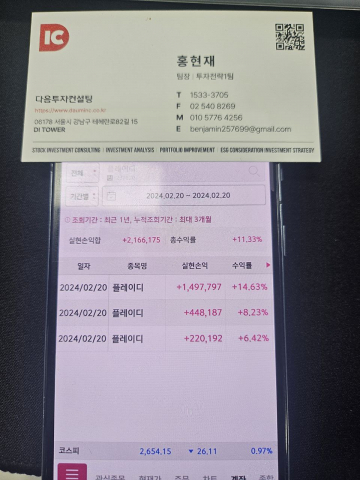 IC
홍현재
팀장 | 투자전략1팀
다음투자컨설팅
https://www.dauminc.co.kr
06178 서울시 강남구 테헤란로82길 15
DI TOWER
T 1533-3705
F 02 540 8269
M 010 5776 4256
E benjamin257699@gmail.com
STOCK INVESTMENT CONSULTING | INVESTMENT ANALYSIS | PORTFOLIO IMPROVEMENT | ESG CONSIDERATION INVESTMENT STRATEGY
전체
기간별 2024.02.20 ~ 2024.02.20
조회기간 : 최근 1년, 누적조회기간 : 최대 3개월
실현손익합 +2,166,175 총수익률 +11.33%
일자 종목명 실현손익 수익률
2024/02/20 플레이디 +1,497,797 +14.63%
2024/02/20 플레이디 +448,187 +8.23%
2024/02/20 플레이디 +220,192 +6.42%
코스피 2,654.15 ▼ 26.11 0.97%
관심종목 현재가 주문 차트 계좌 종합